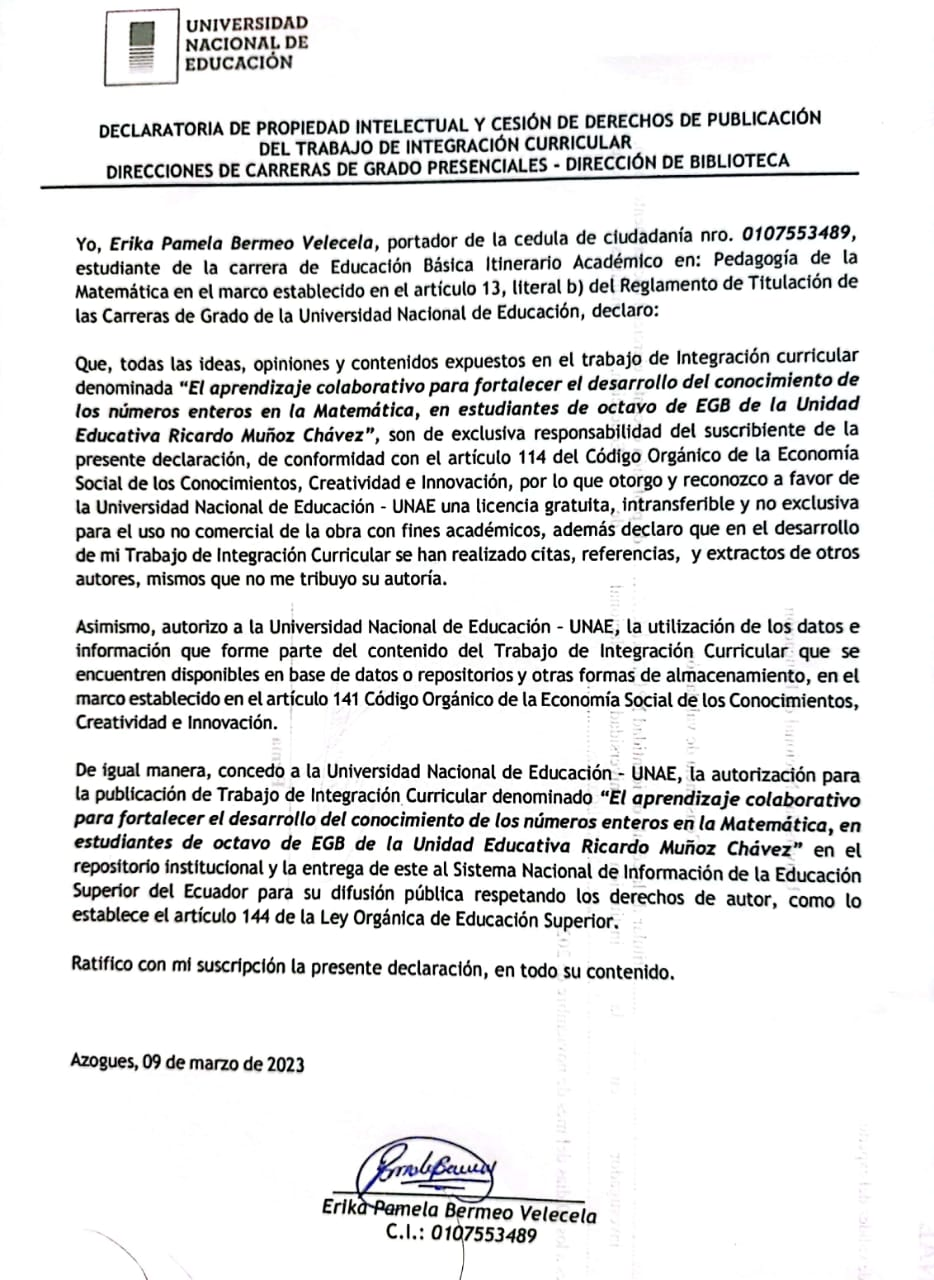 UNIVERSIDAD
NACIONAL DE
EDUCACIÓN
DECLARATORIA DE PROPIEDAD INTELECTUAL Y CESIÓN DE DERECHOS DE PUBLICACIÓN
DEL TRABAJO DE INTEGRACIÓN CURRICULAR
DIRECCIONES DE CARRERAS DE GRADO PRESENCIALES - DIRECCIÓN DE BIBLIOTECA
Yo, Erika Pamela Bermeo Velecela, portador de la cedula de ciudadanía nro. 0107553489,
estudiante de la carrera de Educación Básica Itinerario Académico en: Pedagogía de la
Matemática en el marco establecido en el artículo 13, literal b) del Reglamento de Titulación de
las Carreras de Grado de la Universidad Nacional de Educación, declaro:
Que, todas las ideas, opiniones y contenidos expuestos en el trabajo de Integración curricular
denominada “El aprendizaje colaborativo para fortalecer el desarrollo del conocimiento de
los números enteros en la Matemática, en estudiantes de octavo de EGB de la Unidad
Educativa Ricardo Muñoz Chávez”, son de exclusiva responsabilidad del suscribiente de la
presente declaración, de conformidad con el artículo 114 del Código Orgánico de la Economía
Social de los Conocimientos, Creatividad e Innovación, por lo que otorgo y reconozco a favor de
la Universidad Nacional de Educación - UNAE una licencia gratuita, intransferible y no exclusiva
para el uso no comercial de la obra con fines académicos, además declaro que en el desarrollo
de mi Trabajo de Integración Curricular se han realizado citas, referencias, y extractos de otros
autores, mismos que no me tribuyo su autoría.
Asimismo, autorizo a la Universidad Nacional de Educación - UNAE, la utilización de los datos e
información que forme parte del contenido del Trabajo de Integración Curricular que se
encuentren disponibles en base de datos o repositorios y otras formas de almacenamiento, en el
marco establecido en el artículo 141 Código Orgánico de la Economía Social de los Conocimientos,
Creatividad e Innovación.
De igual manera, concedo a la Universidad Nacional de Educación - UNAE, la autorización para
la publicación de Trabajo de Integración Curricular denominado “El aprendizaje colaborativo
para fortalecer el desarrollo del conocimiento de los números enteros en la Matemática, en
estudiantes de octavo de EGB de la Unidad Educativa Ricardo Muñoz Chávez” en el
repositorio institucional y la entrega de este al Sistema Nacional de Información de la Educación
Superior del Ecuador para su difusión pública respetando los derechos de autor, como lo
establece el artículo 144 de la Ley Orgánica de Educación Superior.
Ratifico con mi suscripción la presente declaración, en todo su contenido.
Azogues, 09 de marzo de 2023
Erika Pamela Bermeo Velecela
C.I.: 0107553489